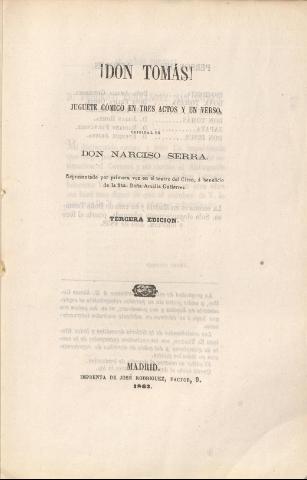 ¡DON TOMÁS!
JUGUETE CÓMICO EN TRES ACTOS Y EN VERSO,
ORIGINAL DE
DON NARCISO SERRA.
Representado por primera vez en el teatro del Circo, á beneficio
de la Sta. Doña Amalia Gutierrez.
TERCERA EDICION.
MADRID.
IMPRENTA DE JOSÉ RODRIGUEZ, FACTOR, 9.
1863.